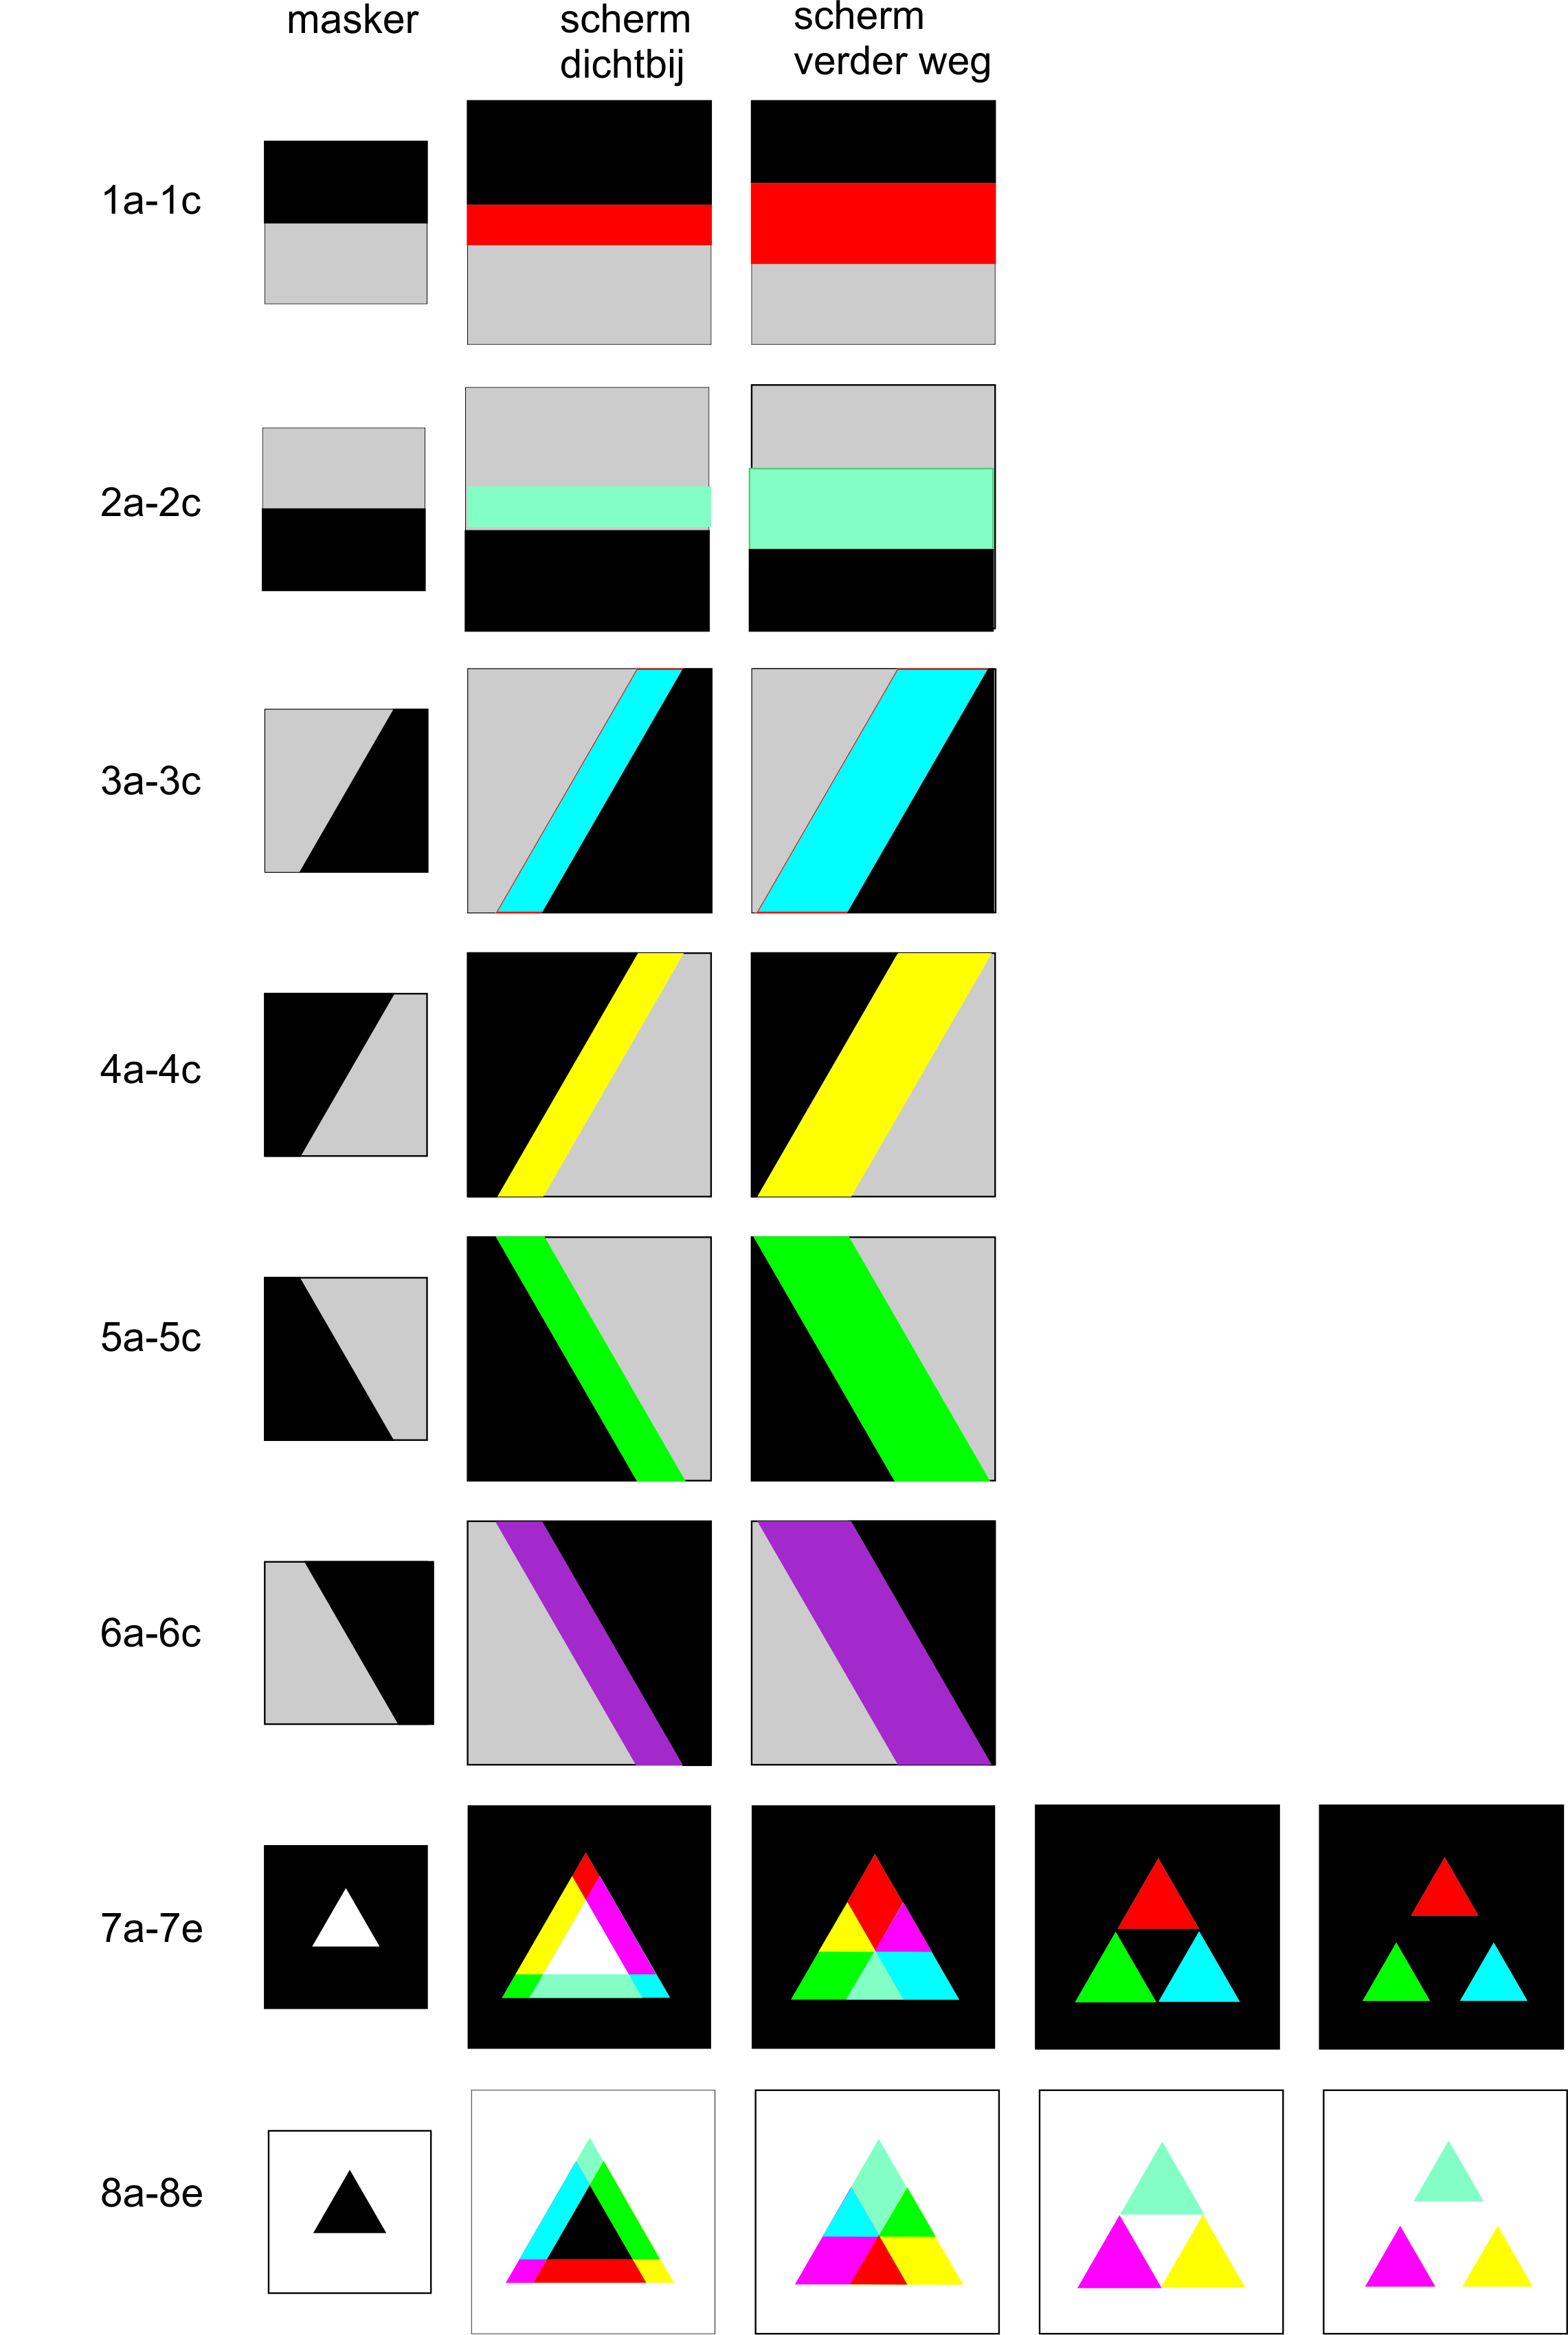 masker
scherm
dichtbij
scherm
verder weg
1a-1c
2a-2c
3a-3c
4a-4c
5a-5c
6a-6c
7a-7e
8a-8e